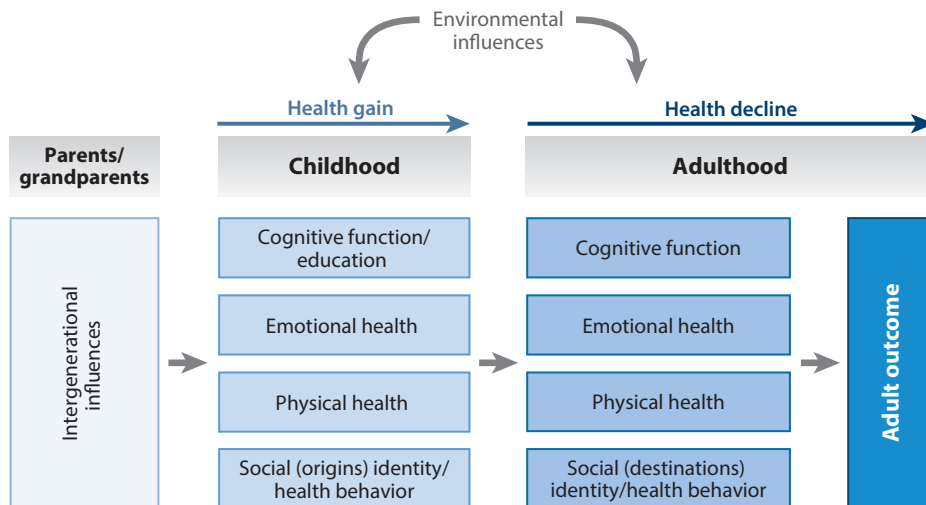 Environmental
influences
Health gain
Health decline
Parents/
grandparents
Childhood
Adulthood
Intergenerational
influences
Cognitive function/
education
Emotional health
Physical health
Social (origins) identity/
health behavior
Cognitive function
Emotional health
Physical health
Social (destinations)
identity/health behavior
Adult outcome